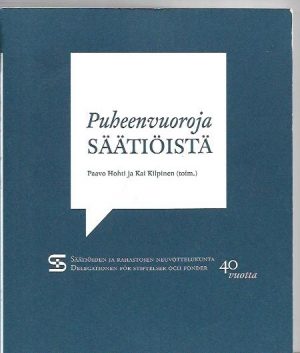 Puheenvuoroja
SÄÄTIÖISTÄ
Paavo Hohti ja Kai Kilpinen (toim.)
SÄÄTIÖIDEN JA RAHASTOJEN NEUVOTTELUKUNTA
DELEGATIONEN FÖR STIFTELSER OCH FONDER
40
vuotta